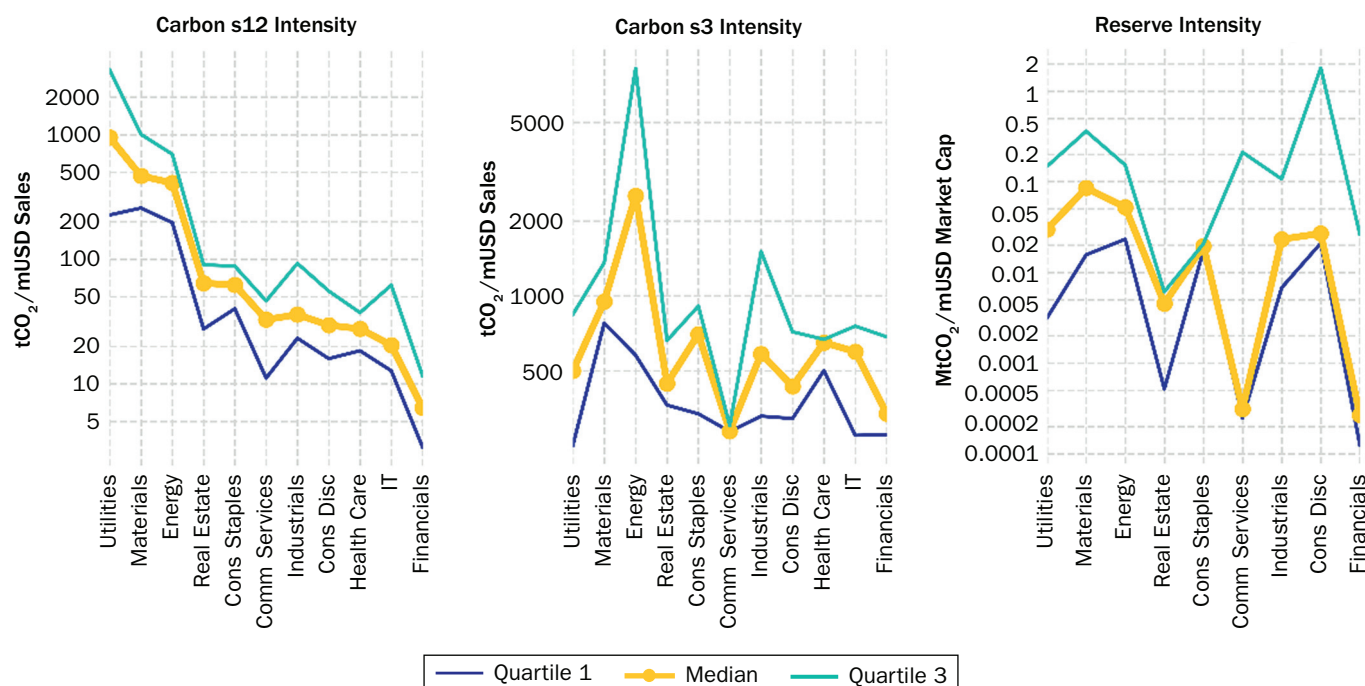 Carbon s12 Intensity
tCO₂/mUSD Sales
2000
1000
500
200
100
50
20
10
5
Utilities
Materials
Energy
Real Estate
Cons Staples
Comm Services
Industrials
Cons Disc
Health Care
IT
Financials
Carbon s3 Intensity
tCO₂/mUSD Sales
5000
2000
1000
500
Utilities
Materials
Energy
Real Estate
Cons Staples
Comm Services
Industrials
Cons Disc
Health Care
IT
Financials
Reserve Intensity
MtCO₂/mUSD Market Cap
2
1
0.5
0.2
0.1
0.05
0.02
0.01
0.005
0.002
0.001
0.0005
0.0002
0.0001
Utilities
Materials
Energy
Real Estate
Cons Staples
Comm Services
Industrials
Cons Disc
Financials
Quartile 1 Median Quartile 3